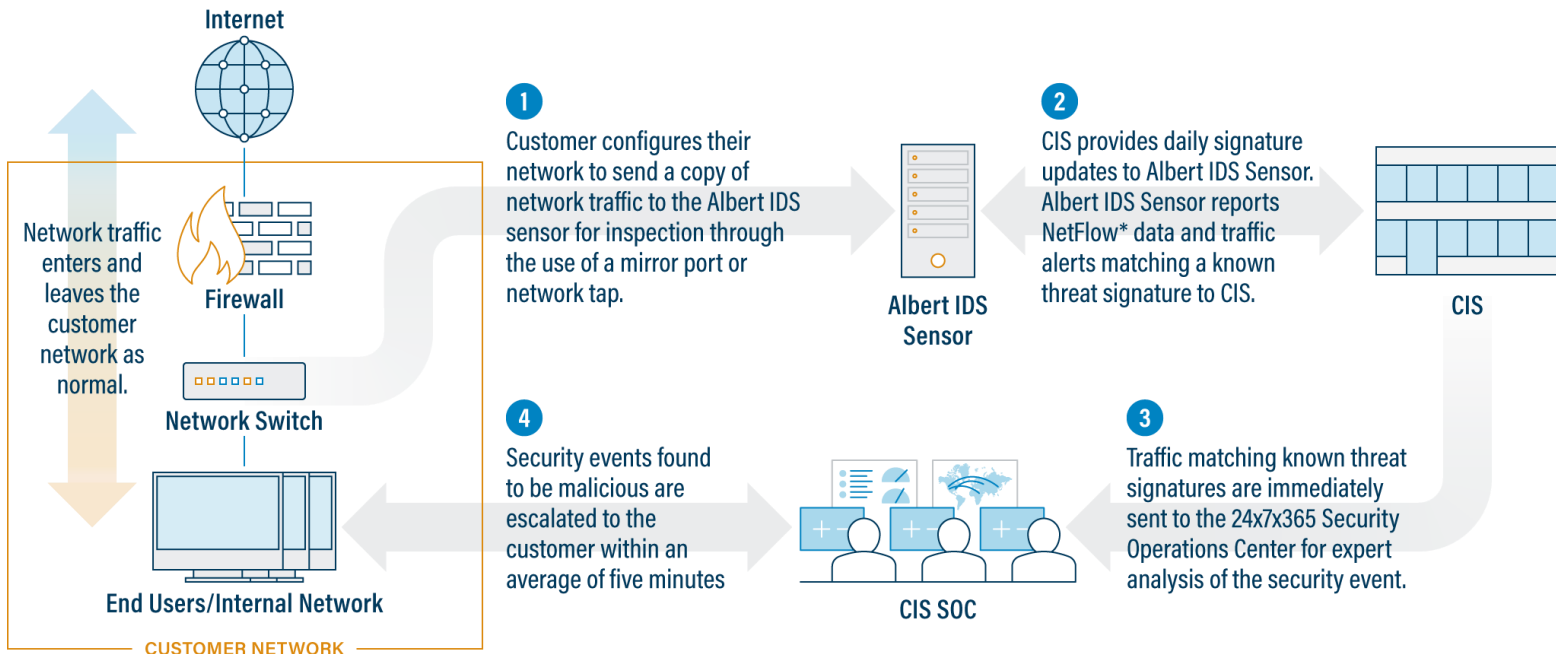 Internet
Network traffic
enters and
leaves the
customer
network as
normal.
Firewall
Network Switch
End Users/Internal Network
CUSTOMER NETWORK
1
Customer configures their
network to send a copy of
network traffic to the Albert IDS
sensor for inspection through
the use of a mirror port or
network tap.
Albert IDS
Sensor
2
CIS provides daily signature
updates to Albert IDS Sensor.
Albert IDS Sensor reports
NetFlow* data and traffic
alerts matching a known
threat signature to CIS.
CIS
3
Traffic matching known threat
signatures are immediately
sent to the 24x7x365 Security
Operations Center for expert
analysis of the security event.
CIS SOC
4
Security events found
to be malicious are
escalated to the
customer within an
average of five minutes